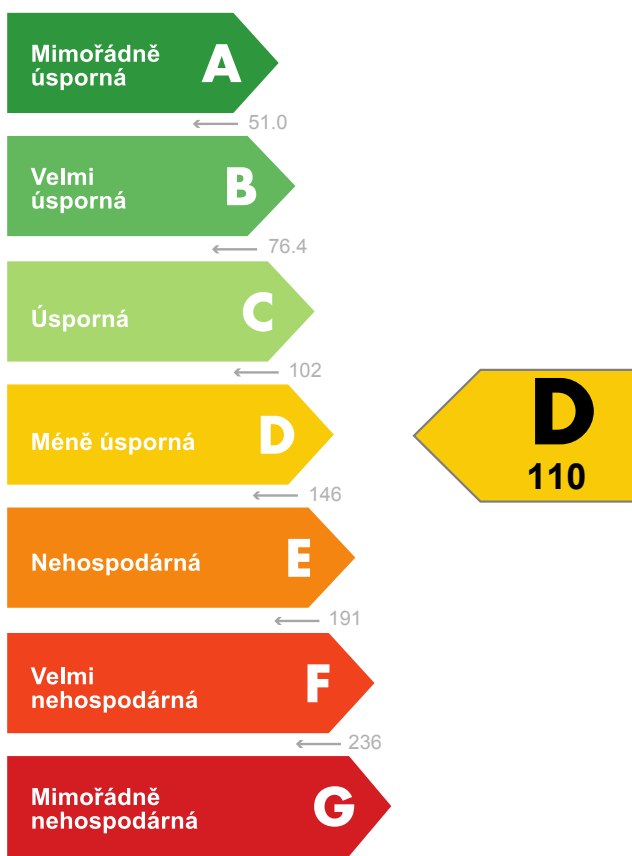 Mimořádně
úsporná
A
51.0
Velmi
úsporná
B
76.4
Úsporná
C
102
Méně úsporná
D
146
D
110
Nehospodárná
E
191
Velmi
nehospodárná
F
236
Mimořádně
nehospodárná
G